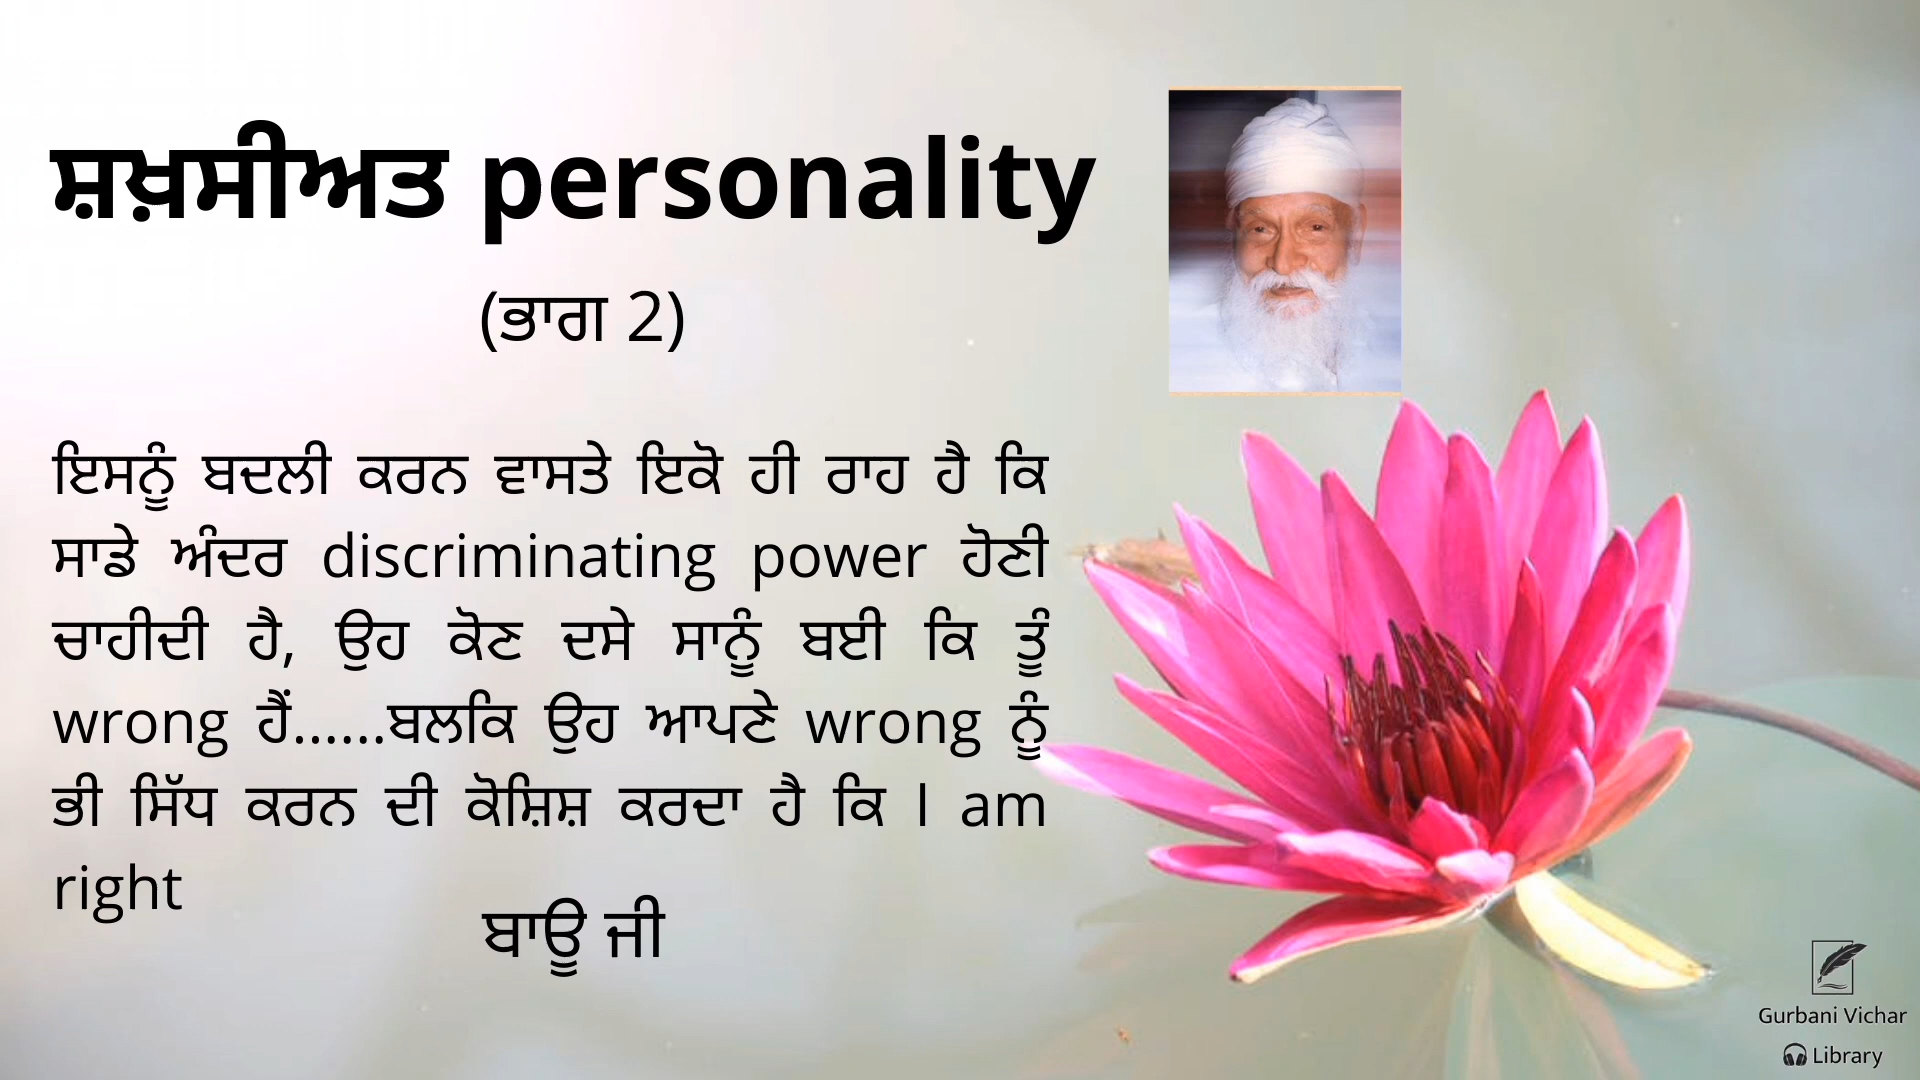 ਸ਼ਖ਼ਸੀਅਤ personality
(ਭਾਗ 2)
ਇਸਨੂੰ ਬਦਲੀ ਕਰਨ ਵਾਸਤੇ ਇਕੋ ਹੀ ਰਾਹ ਹੈ ਕਿ
ਸਾਡੇ ਅੰਦਰ discriminating power ਹੋਣੀ
ਚਾਹੀਦੀ ਹੈ, ਉਹ ਕੋਣ ਦਸੇ ਸਾਨੂੰ ਬਈ ਕਿ ਤੂੰ
wrong ਹੈਂ......ਬਲਕਿ ਉਹ ਆਪਣੇ wrong ਨੂੰ
ਭੀ ਸਿੱਧ ਕਰਨ ਦੀ ਕੋਸ਼ਿਸ਼ ਕਰਦਾ ਹੈ ਕਿ I am
right
ਬਾਊ ਜੀ
Gurbani Vichar
Library